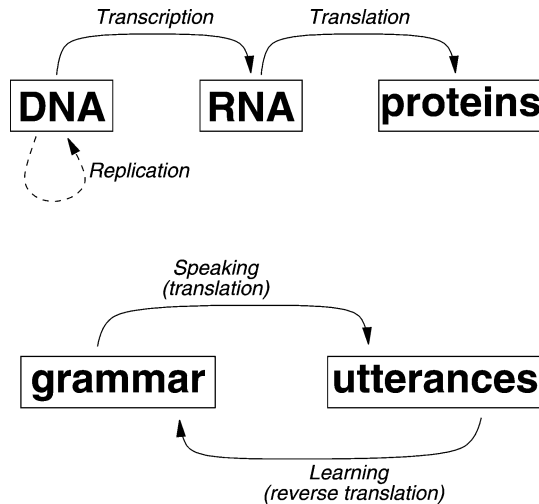 Transcription
Translation
DNA
RNA
proteins
Replication
Speaking
(translation)
grammar
utterances
Learning
(reverse translation)